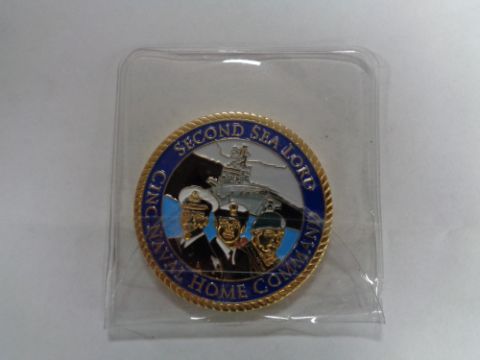 SECOND SEA LORD
CINC NAVAL HOME COMMAND